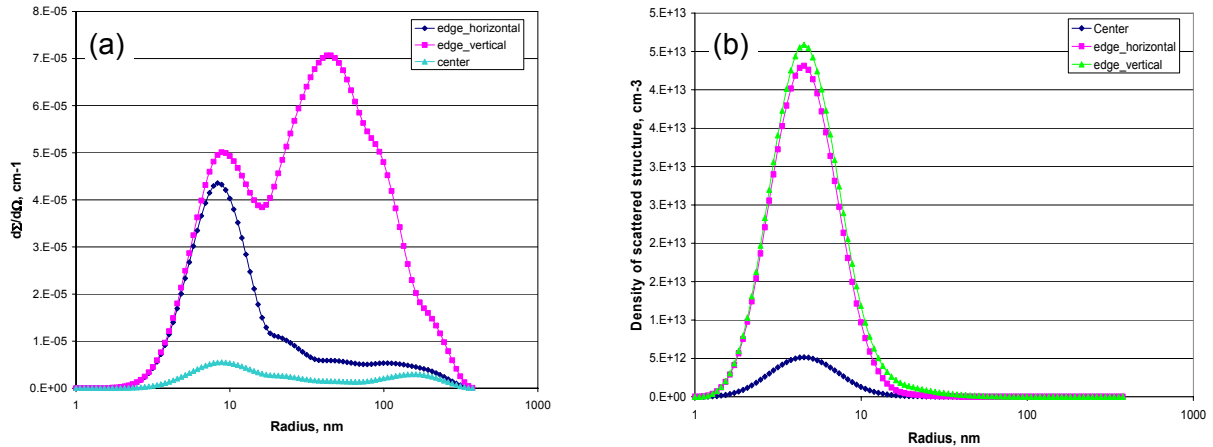 (a)
edge_horizontal
edge_vertical
center
8.E-05
7.E-05
6.E-05
5.E-05
4.E-05
3.E-05
2.E-05
1.E-05
0.E+00
dΣ/dΩ, cm-1
1
10
100
1000
Radius, nm
(b)
Center
edge_horizontal
edge_vertical
5.E+13
5.E+13
4.E+13
4.E+13
3.E+13
3.E+13
2.E+13
2.E+13
1.E+13
5.E+12
0.E+00
Density of scattered structure, cm-3
1
10
100
1000
Radius, nm